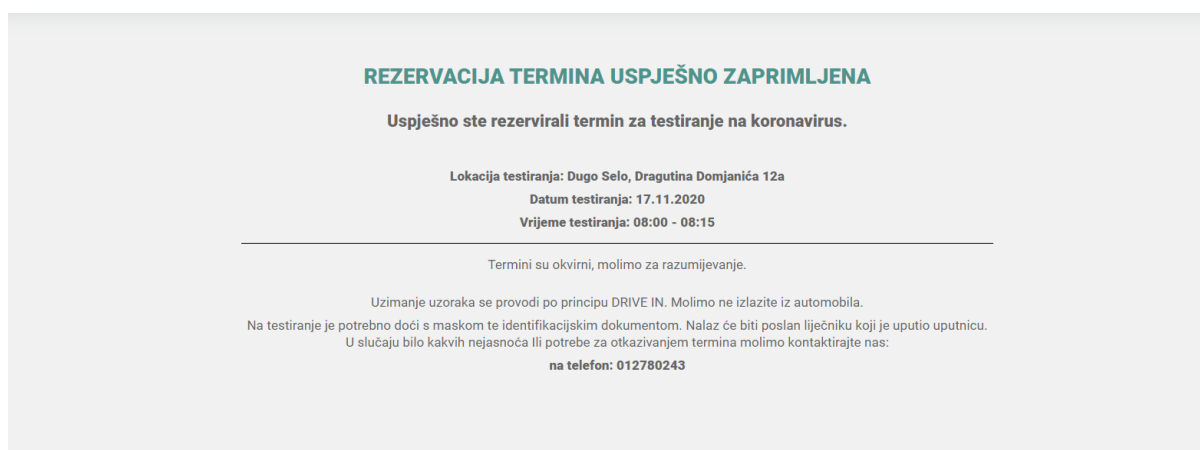 REZERVACIJA TERMINA USPJEŠNO ZAPRIMLJENA
Uspješno ste rezervirali termin za testiranje na koronavirus.
Lokacija testiranja: Dugo Selo, Dragutina Domjanića 12a
Datum testiranja: 17.11.2020
Vrijeme testiranja: 08:00 - 08:15
Termini su okvirni, molimo za razumijevanje.
Uzimanje uzoraka se provodi po principu DRIVE IN. Molimo ne izlazite iz automobila.
Na testiranje je potrebno doći s maskom te identifikacijskim dokumentom. Nalaz će biti poslan liječniku koji je uputio uputnicu.
U slučaju bilo kakvih nejasnoća Ili potrebe za otkazivanjem termina molimo kontaktirajte nas:
na telefon: 012780243